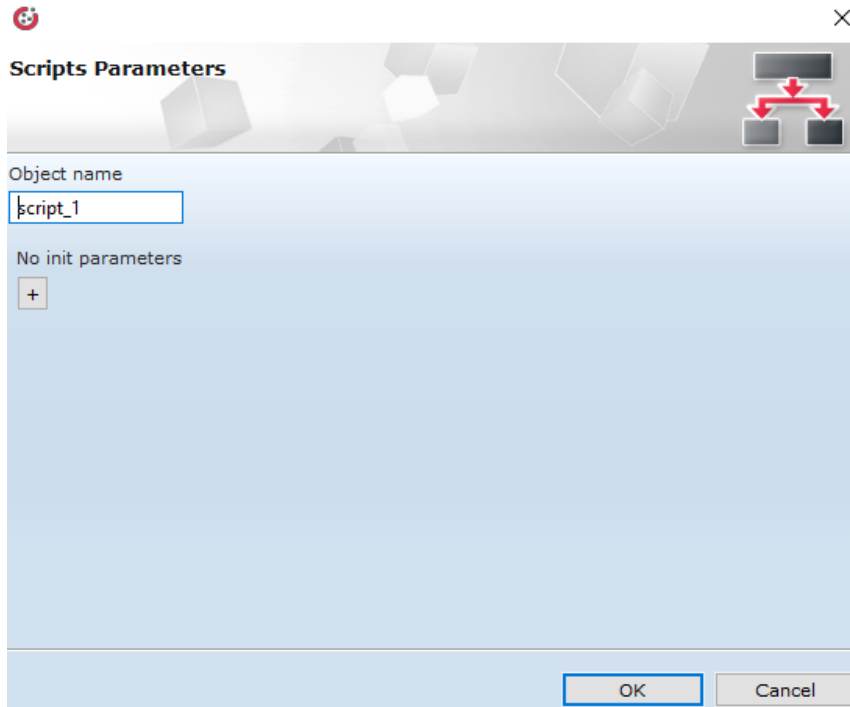 Scripts Parameters
Object name
script_1
No init parameters
+
OK
Cancel